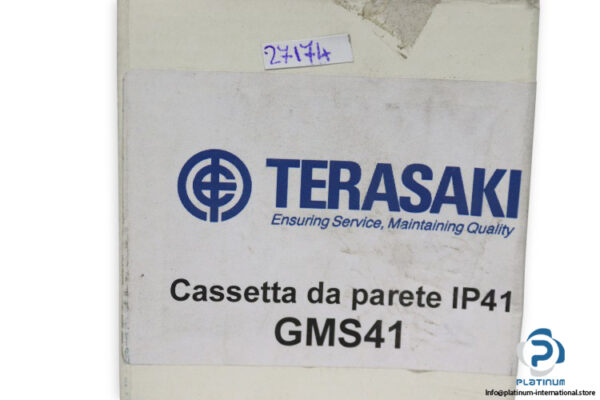 27174
TERASAKI
Ensuring Service, Maintaining Quality
Cassetta da parete IP41
GMS41
PLATINUM
Info@platinum-international.store